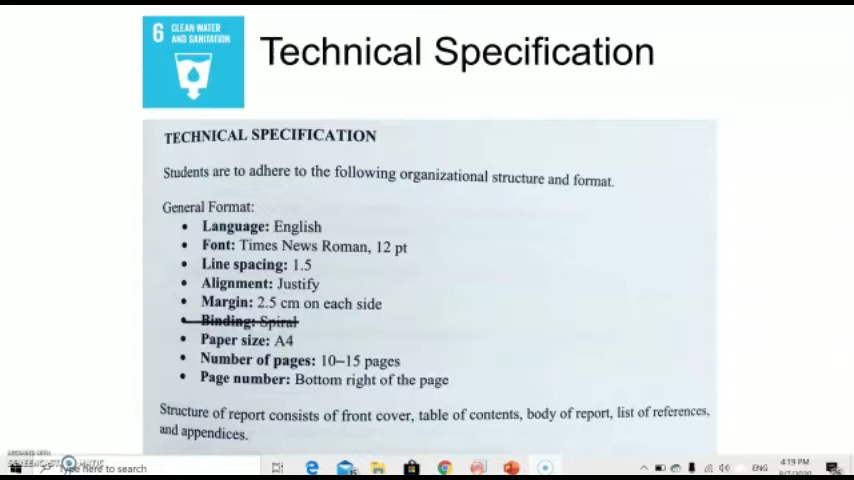 6 CLEAN WATER
AND SANITATION
Technical Specification
TECHNICAL SPECIFICATION
Students are to adhere to the following organizational structure and format.
General Format:
• Language: English
• Font: Times News Roman, 12 pt
• Line spacing: 1.5
• Alignment: Justify
• Margin: 2.5 cm on each side
• Binding: Spiral
• Paper size: A4
• Number of pages: 10–15 pages
• Page number: Bottom right of the page
Structure of report consists of front cover, table of contents, body of report, list of references,
and appendices.
SCREENCAST-O-MATIC
Type here to search
ENG
4:19 PM